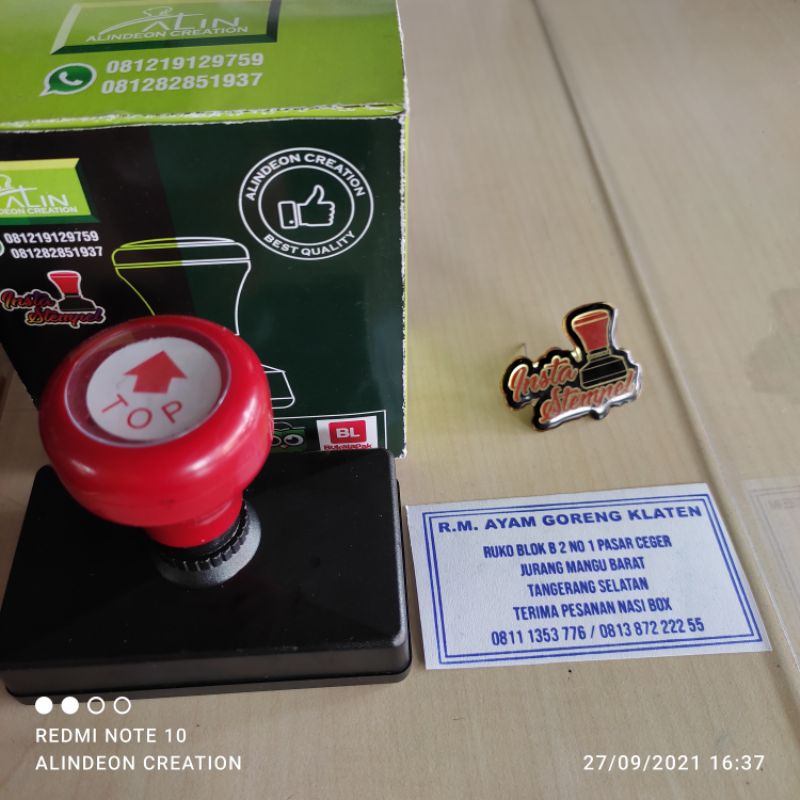 ALIN
ALINDEON CREATION
081219129759
081282851937
ALINDEON CREATION
BEST QUALITY
ALIN
DEON CREATION
081219129759
081282851937
Insta
Stempel
TOP
BL
BukalaPak
Insta
Stempel
R.M. AYAM GORENG KLATEN
RUKO BLOK B 2 NO 1 PASAR CEGER
JURANG MANGU BARAT
TANGERANG SELATAN
TERIMA PESANAN NASI BOX
0811 1353 776 / 0813 872 222 55
REDMI NOTE 10
ALINDEON CREATION
27/09/2021 16:37